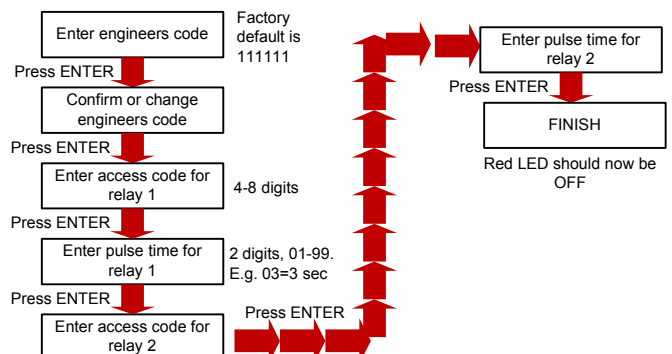 Enter engineers code
Factory
default is
111111
Press ENTER
Confirm or change
engineers code
Press ENTER
Enter access code for
relay 1
4-8 digits
Press ENTER
Enter pulse time for
relay 1
2 digits, 01-99.
E.g. 03=3 sec
Press ENTER
Enter access code for
relay 2
Press ENTER
Enter pulse time for
relay 2
Press ENTER
FINISH
Red LED should now be
OFF